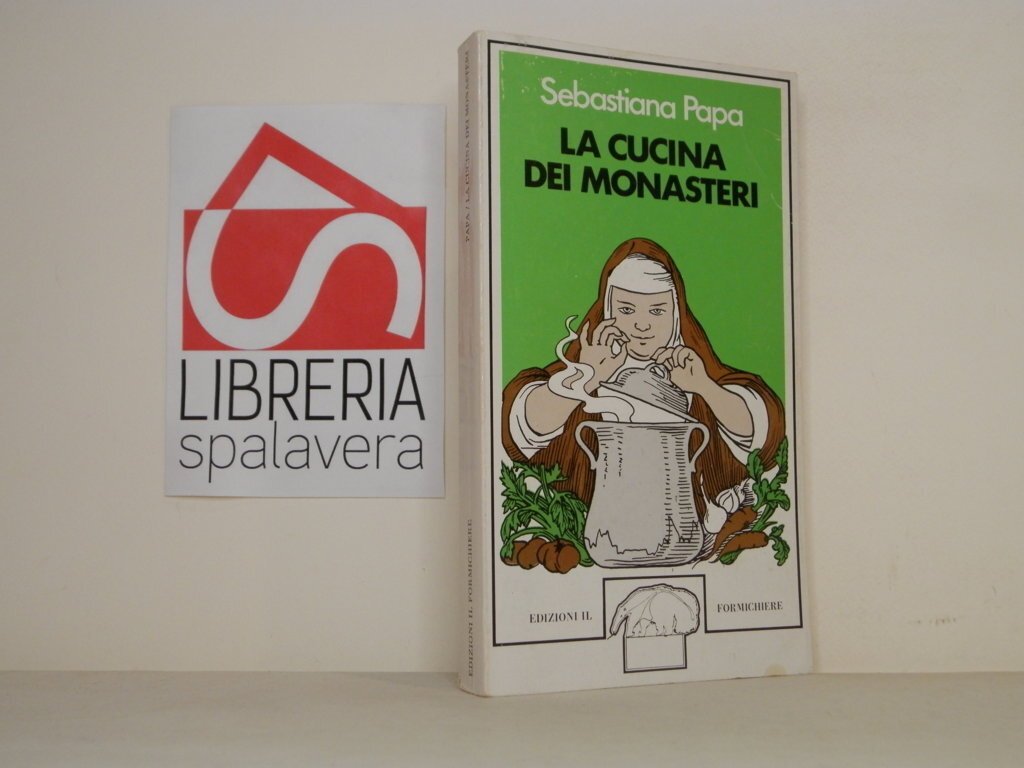 LIBRERIA
spalavera
Sebastiana Papa
LA CUCINA
DEI MONASTERI
EDIZIONI IL FORMICHIERE
PAPA / LA CUCINA DEI MONASTERI
EDIZIONI IL FORMICHIERE